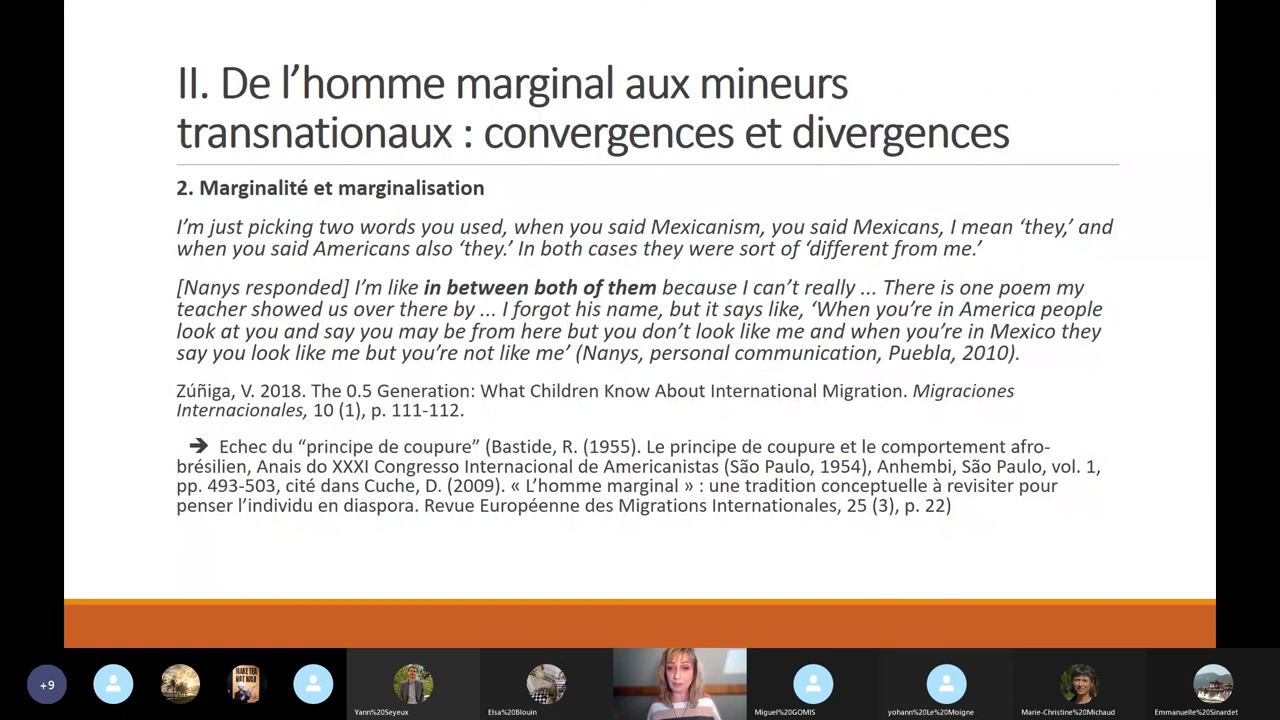 II. De l’homme marginal aux mineurs
transnationaux : convergences et divergences
2. Marginalité et marginalisation
I’m just picking two words you used, when you said Mexicanism, you said Mexicans, I mean ‘they,’ and
when you said Americans also ‘they.’ In both cases they were sort of ‘different from me.’
[Nanys responded] I’m like in between both of them because I can’t really ... There is one poem my
teacher showed us over there by ... I forgot his name, but it says like, ‘When you’re in America people
look at you and say you may be from here but you don’t look like me and when you’re in Mexico they
say you look like me but you’re not like me’ (Nanys, personal communication, Puebla, 2010).
Zúñiga, V. 2018. The 0.5 Generation: What Children Know About International Migration. Migraciones
Internacionales, 10 (1), p. 111-112.
➔ Echec du “principe de coupure” (Bastide, R. (1955). Le principe de coupure et le comportement afro-
brésilien, Anais do XXXI Congresso Internacional de Americanistas (São Paulo, 1954), Anhembi, São Paulo, vol. 1,
pp. 493-503, cité dans Cuche, D. (2009). « L’homme marginal » : une tradition conceptuelle à revisiter pour
penser l’individu en diaspora. Revue Européenne des Migrations Internationales, 25 (3), p. 22)
+9
MAKE TEA
NOT WAR
Yann%20Seyeux
Elsa%20Blouin
Miguel%20GOMIS
yohann%20Le%20Moigne
Marie-Christine%20Michaud
Emmanuelle%20Sinardet